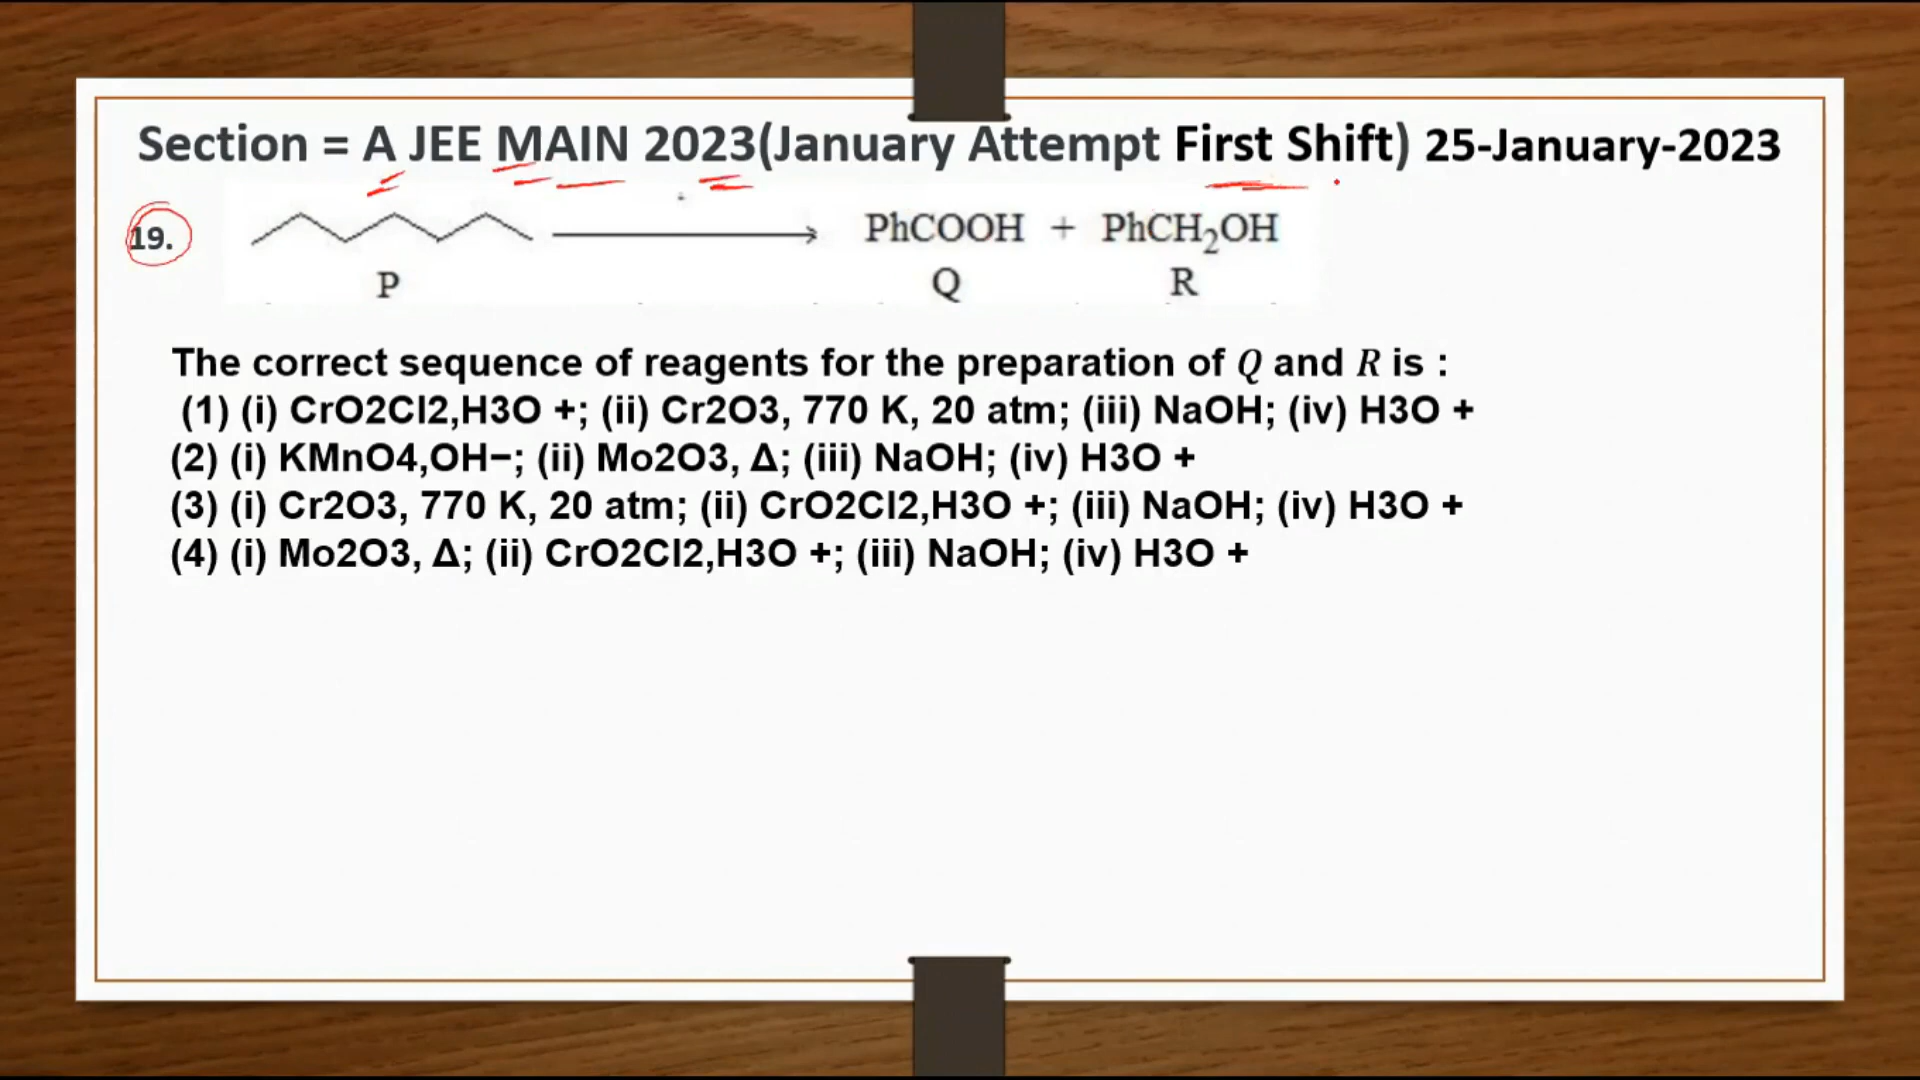 Section = A JEE MAIN 2023(January Attempt First Shift) 25-January-2023
19.
PhCOOH + PhCH2OH
P Q R
The correct sequence of reagents for the preparation of Q and R is :
(1) (i) CrO2Cl2,H3O +; (ii) Cr2O3, 770 K, 20 atm; (iii) NaOH; (iv) H3O +
(2) (i) KMnO4,OH−; (ii) Mo2O3, Δ; (iii) NaOH; (iv) H3O +
(3) (i) Cr2O3, 770 K, 20 atm; (ii) CrO2Cl2,H3O +; (iii) NaOH; (iv) H3O +
(4) (i) Mo2O3, Δ; (ii) CrO2Cl2,H3O +; (iii) NaOH; (iv) H3O +